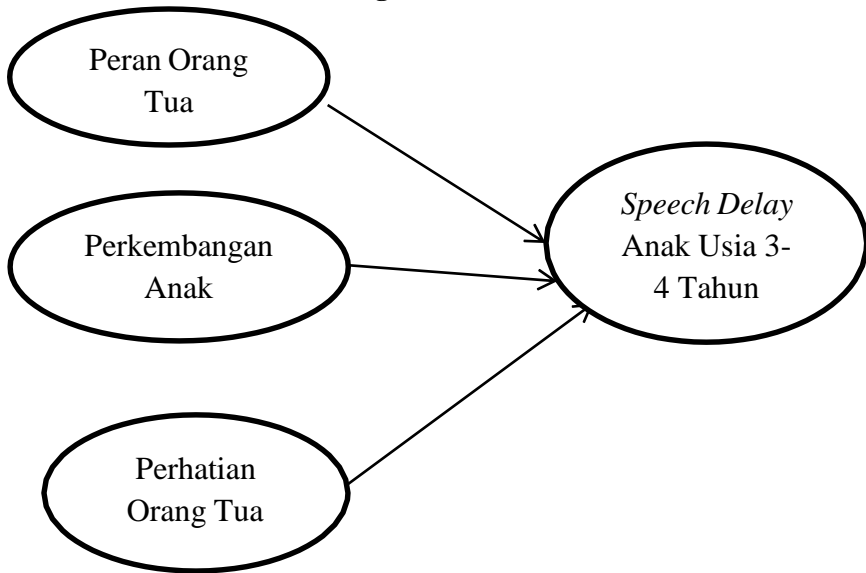 Peran Orang
Tua
Perkembangan
Anak
Perhatian
Orang Tua
Speech Delay
Anak Usia 3-
4 Tahun